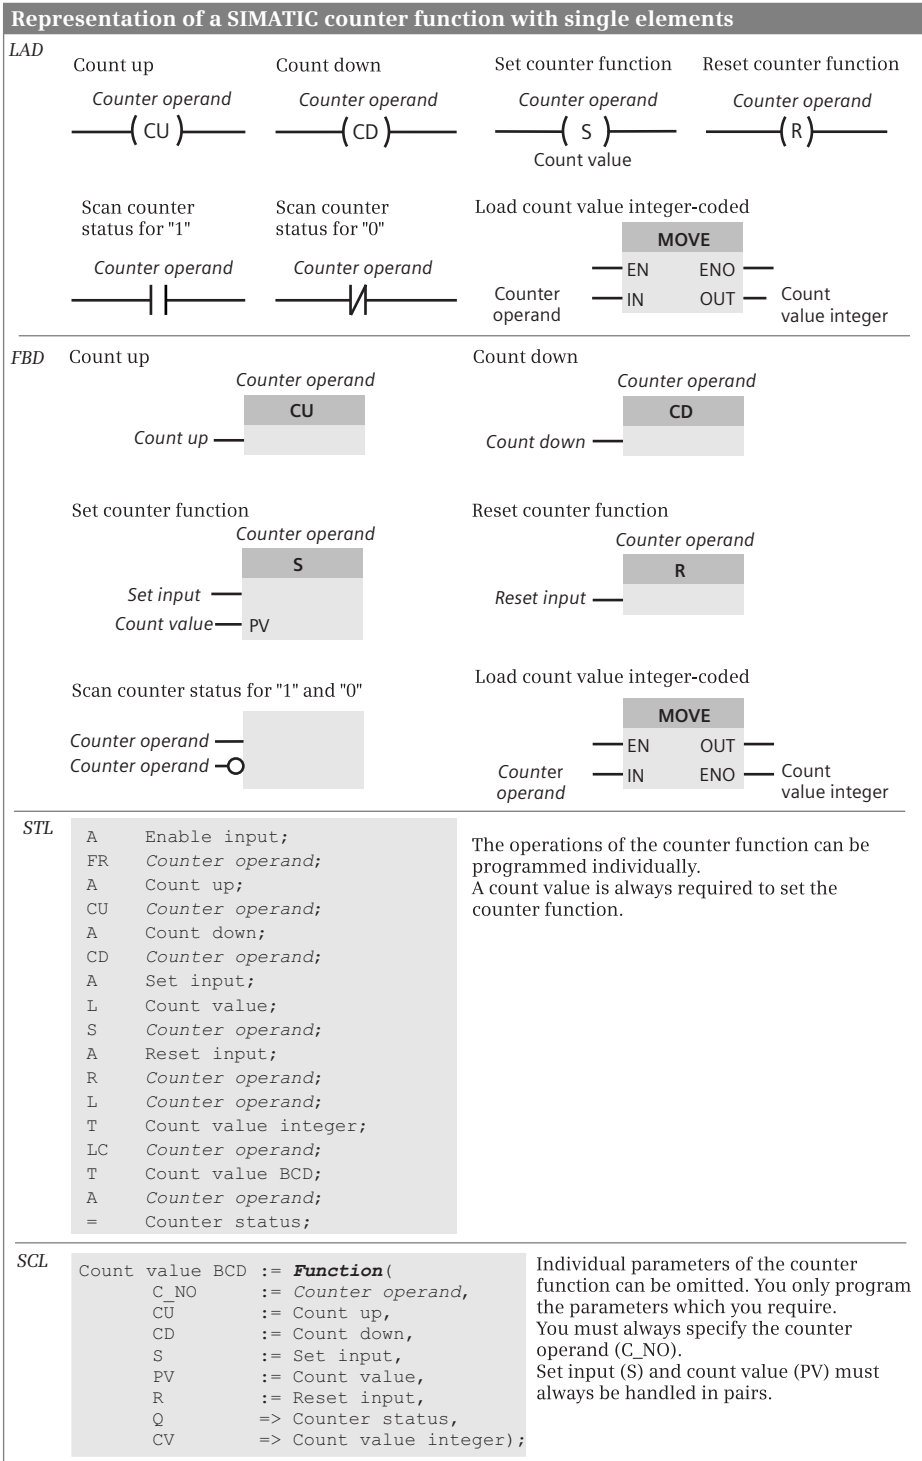 Representation of a SIMATIC counter function with single elements
LAD
Count up
Counter operand
CU
Count down
Counter operand
CD
Set counter function
Counter operand
S
Count value
Reset counter function
Counter operand
R
Scan counter
status for "1"
Counter operand
Scan counter
status for "0"
Counter operand
Load count value integer-coded
MOVE
EN ENO
Counter
operand
IN OUT
Count
value integer
FBD
Count up
Counter operand
CU
Count up
Count down
Counter operand
CD
Count down
Set counter function
Counter operand
S
Set input
Count value PV
Reset counter function
Counter operand
R
Reset input
Scan counter status for "1" and "0"
Counter operand
Counter operand
Load count value integer-coded
MOVE
EN OUT
Counter
operand
IN ENO
Count
value integer
STL
A Enable input;
FR Counter operand;
A Count up;
CU Counter operand;
A Count down;
CD Counter operand;
A Set input;
L Count value;
S Counter operand;
A Reset input;
R Counter operand;
L Counter operand;
T Count value integer;
LC Counter operand;
T Count value BCD;
A Counter operand;
= Counter status;
The operations of the counter function can be
programmed individually.
A count value is always required to set the
counter function.
SCL
Count value BCD := Function(
C_NO := Counter operand,
CU := Count up,
CD := Count down,
S := Set input,
PV := Count value,
R := Reset input,
Q => Counter status,
CV => Count value integer);
Individual parameters of the counter
function can be omitted. You only program
the parameters which you require.
You must always specify the counter
operand (C_NO).
Set input (S) and count value (PV) must
always be handled in pairs.